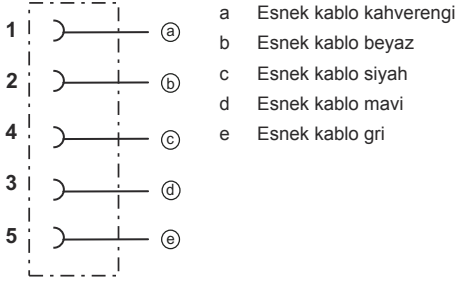 1 a
2 b
4 c
3 d
5 e
a Esnek kablo kahverengi
b Esnek kablo beyaz
c Esnek kablo siyah
d Esnek kablo mavi
e Esnek kablo gri